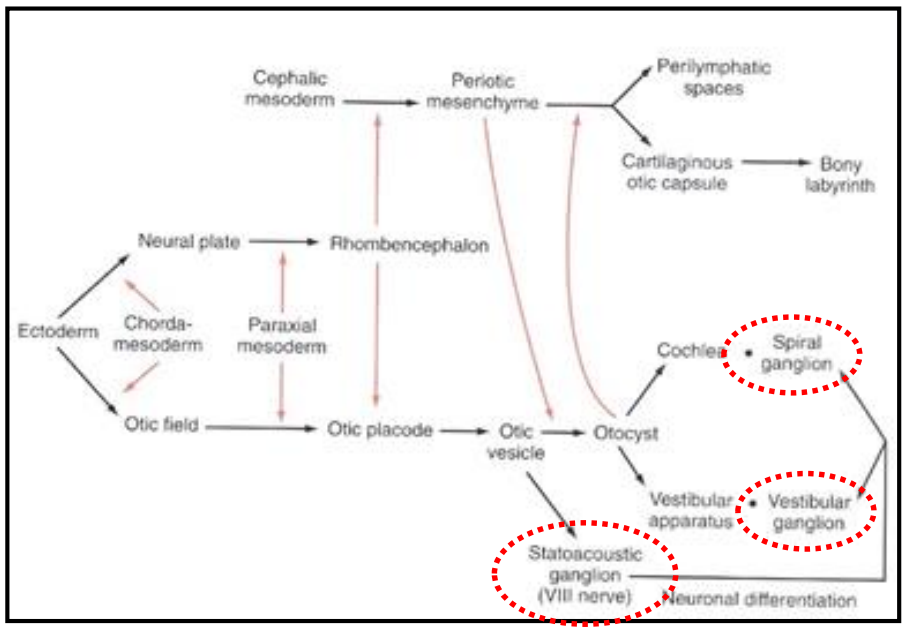 Cephalic
mesoderm
Periotic
mesenchyme
Perilymphatic
spaces
Cartilaginous
otic capsule
Bony
labyrinth
Neural plate
Rhombencephalon
Ectoderm
Chorda-
mesoderm
Paraxial
mesoderm
Cochlea
Spiral
ganglion
Otic field
Otic placode
Otic
vesicle
Otocyst
Vestibular
apparatus
Vestibular
ganglion
Statoacoustic
ganglion
(VIII nerve)
Neuronal differentiation